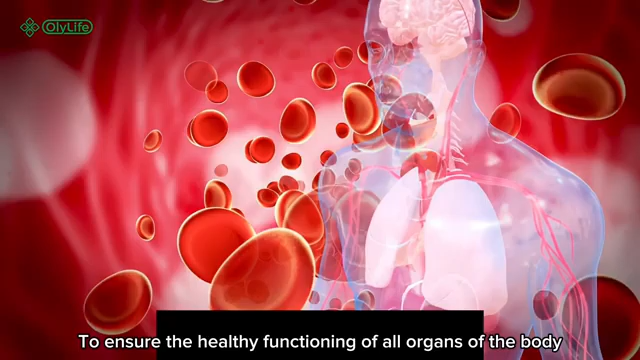 OlyLife
To ensure the healthy functioning of all organs of the body